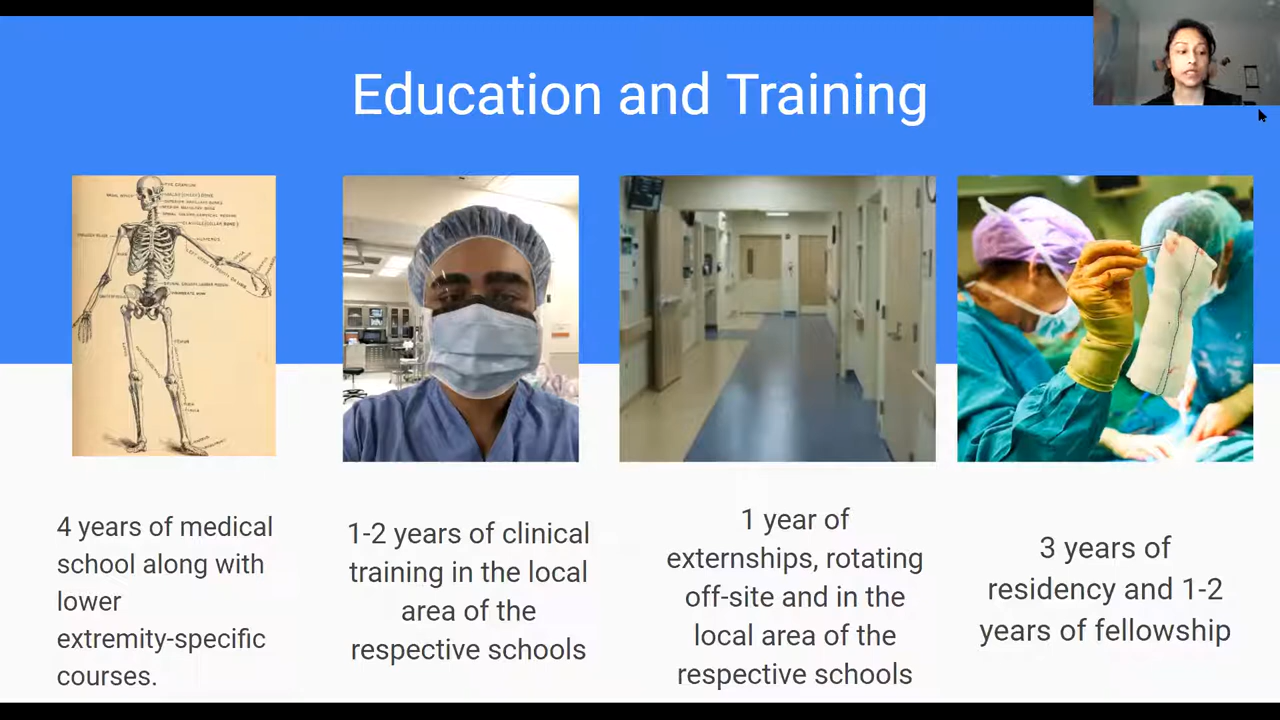 Education and Training
4 years of medical
school along with
lower
extremity-specific
courses.
1-2 years of clinical
training in the local
area of the
respective schools
1 year of
externships, rotating
off-site and in the
local area of the
respective schools
3 years of
residency and 1-2
years of fellowship